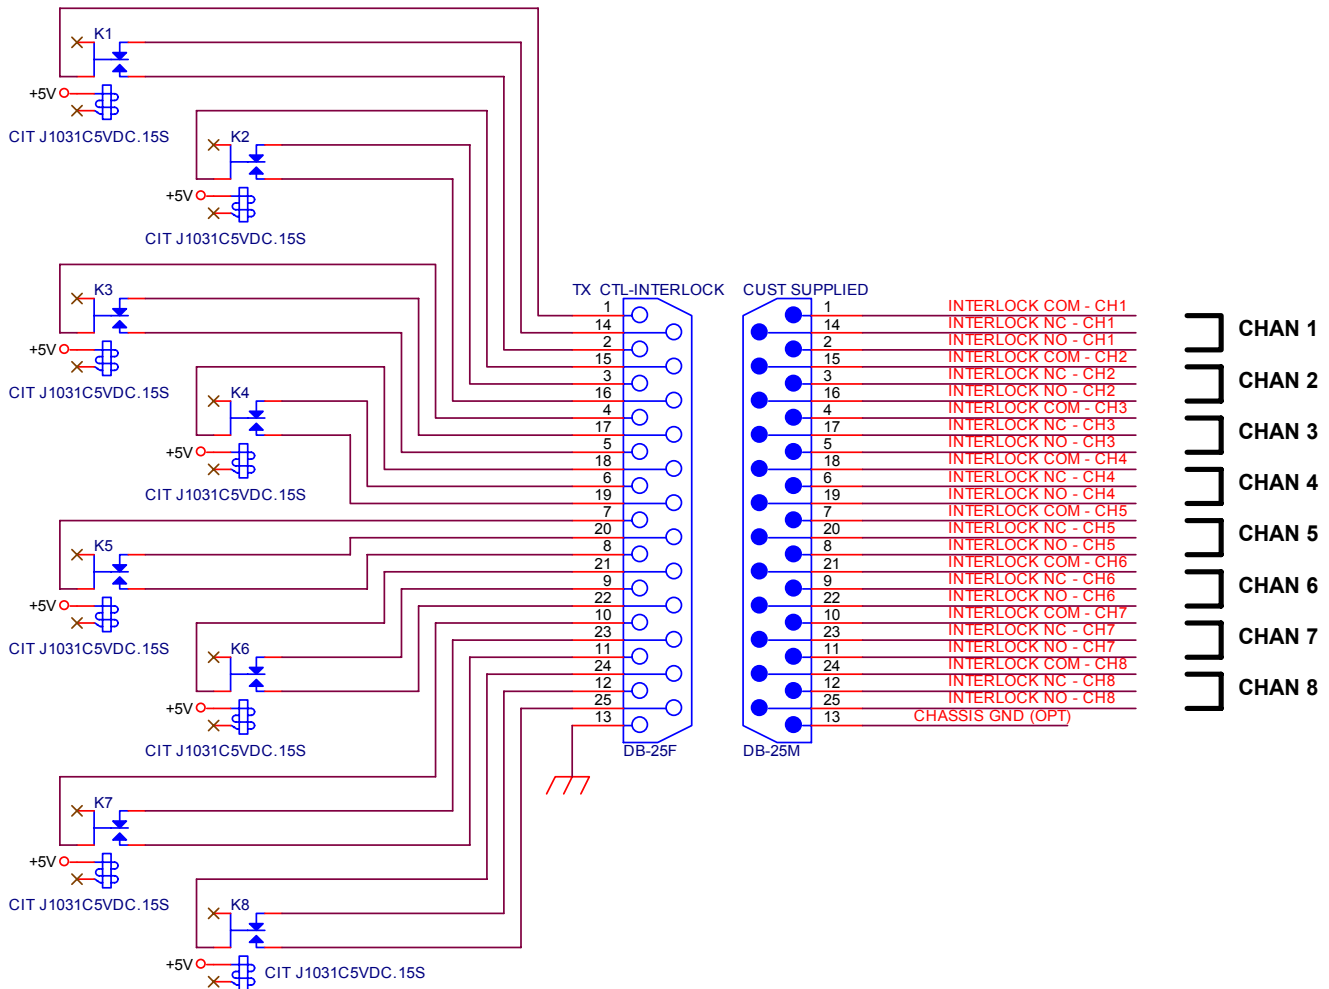 K1
+5V
CIT J1031C5VDC.15S
K2
+5V
CIT J1031C5VDC.15S
K3
+5V
CIT J1031C5VDC.15S
K4
+5V
CIT J1031C5VDC.15S
K5
+5V
CIT J1031C5VDC.15S
K6
+5V
CIT J1031C5VDC.15S
K7
+5V
CIT J1031C5VDC.15S
K8
+5V
CIT J1031C5VDC.15S
TX CTL-INTERLOCK
1
14
2
15
3
16
4
17
5
18
6
19
7
20
8
21
9
22
10
23
11
24
12
25
13
DB-25F
CUST SUPPLIED
1 INTERLOCK COM - CH1
14 INTERLOCK NC - CH1
2 INTERLOCK NO - CH1
15 INTERLOCK COM - CH2
3 INTERLOCK NC - CH2
16 INTERLOCK NO - CH2
4 INTERLOCK COM - CH3
17 INTERLOCK NC - CH3
5 INTERLOCK NO - CH3
18 INTERLOCK COM - CH4
6 INTERLOCK NC - CH4
19 INTERLOCK NO - CH4
7 INTERLOCK COM - CH5
20 INTERLOCK NC - CH5
8 INTERLOCK NO - CH5
21 INTERLOCK COM - CH6
9 INTERLOCK NC - CH6
22 INTERLOCK NO - CH6
10 INTERLOCK COM - CH7
23 INTERLOCK NC - CH7
11 INTERLOCK NO - CH7
24 INTERLOCK COM - CH8
12 INTERLOCK NC - CH8
25 INTERLOCK NO - CH8
13 CHASSIS GND (OPT)
DB-25M
CHAN 1
CHAN 2
CHAN 3
CHAN 4
CHAN 5
CHAN 6
CHAN 7
CHAN 8